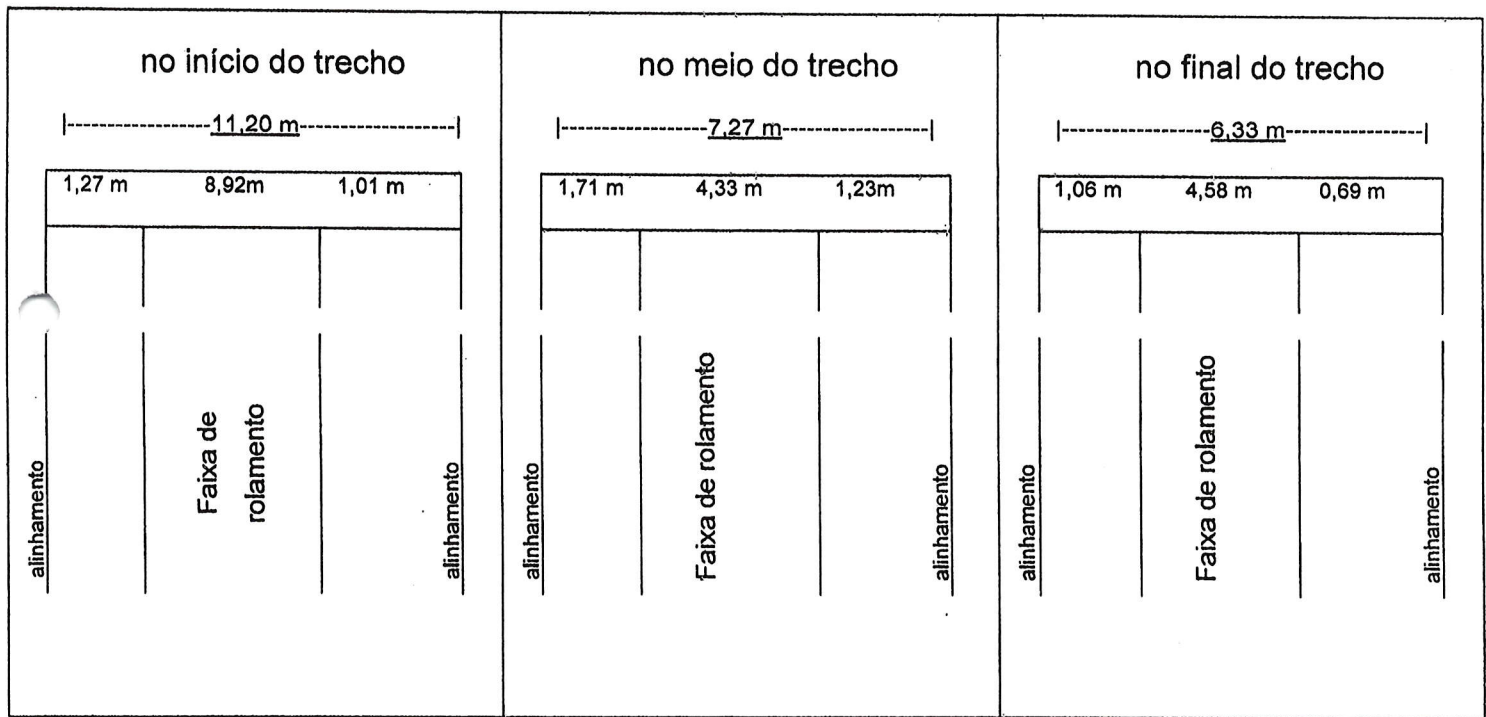 no início do trecho
|----------------11,20 m-----------------|
1,27 m 8,92m 1,01 m
alinhamento
Faixa de
rolamento
alinhamento
no meio do trecho
|----------------7,27 m----------------|
1,71 m 4,33 m 1,23m
alinhamento
Faixa de rolamento
alinhamento
no final do trecho
|----------------6,33 m---------------|
1,06 m 4,58 m 0,69 m
alinhamento
Faixa de rolamento
alinhamento